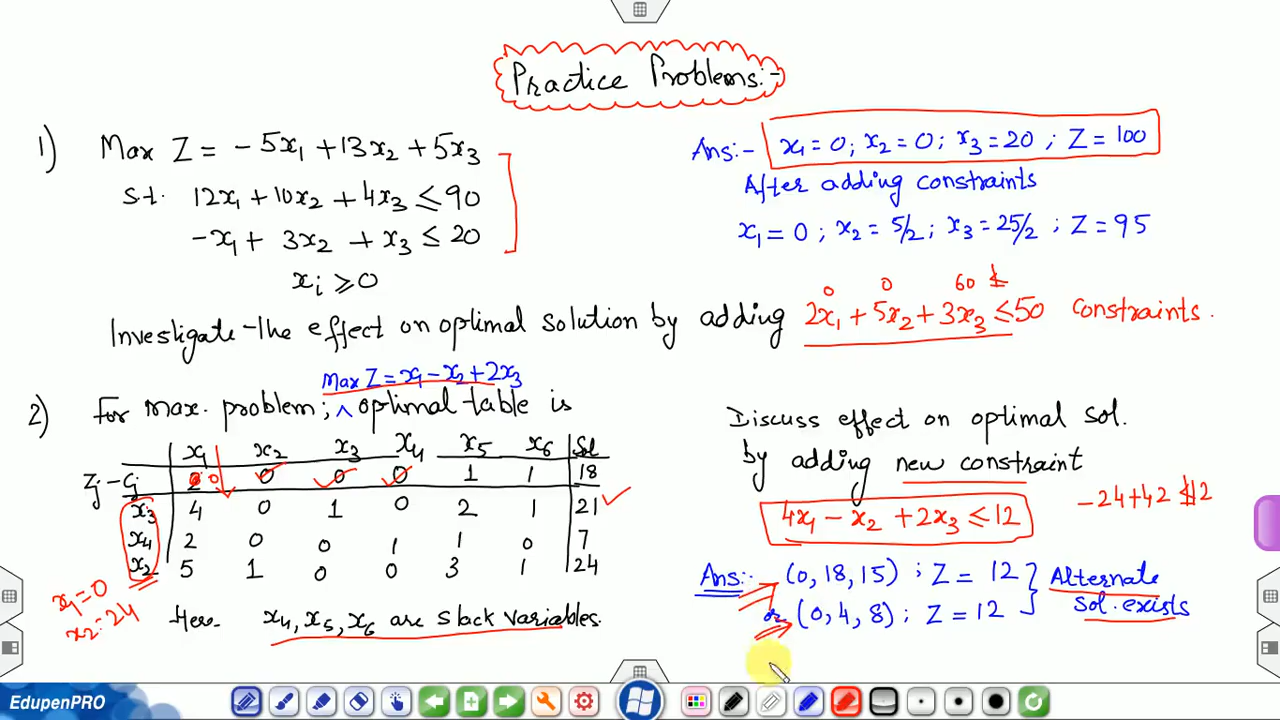 Practice Problems:-
1) Max Z = - 5x₁ + 13x₂ + 5x₃
s.t. 12x₁ + 10x₂ + 4x₃ ≤ 90
-x₁ + 3x₂ + x₃ ≤ 20
xᵢ ≥ 0
Ans:- x₁ = 0; x₂ = 0; x₃ = 20 ; Z = 100
After adding constraints
x₁ = 0 ; x₂ = 5/2 ; x₃ = 25/2 ; Z = 95
0 0 60 ≰
Investigate the effect on optimal solution by adding 2x₁ + 5x₂ + 3x₃ ≤ 50 constraints.
Max Z = x₁ - x₂ + 2x₃
2) For max. problem; ^ optimal table is
x₁ x₂ x₃ x₄ x₅ x₆ Sol
Zj - Cj 0 0 0 0 1 1 18
x₃ 4 0 1 0 2 1 21
x₄ 2 0 0 1 1 0 7
x₂ 5 1 0 0 3 1 24
x₁ = 0
x₂ = 24
Here x₄, x₅, x₆ are slack variables.
Discuss effect on optimal sol.
by adding new constraint
4x₁ - x₂ + 2x₃ ≤ 12
-24+42 ≰ 12
Ans:- (0, 18, 15) ; Z = 12
or (0, 4, 8) ; Z = 12
Alternate
Sol. exists
EdupenPRO